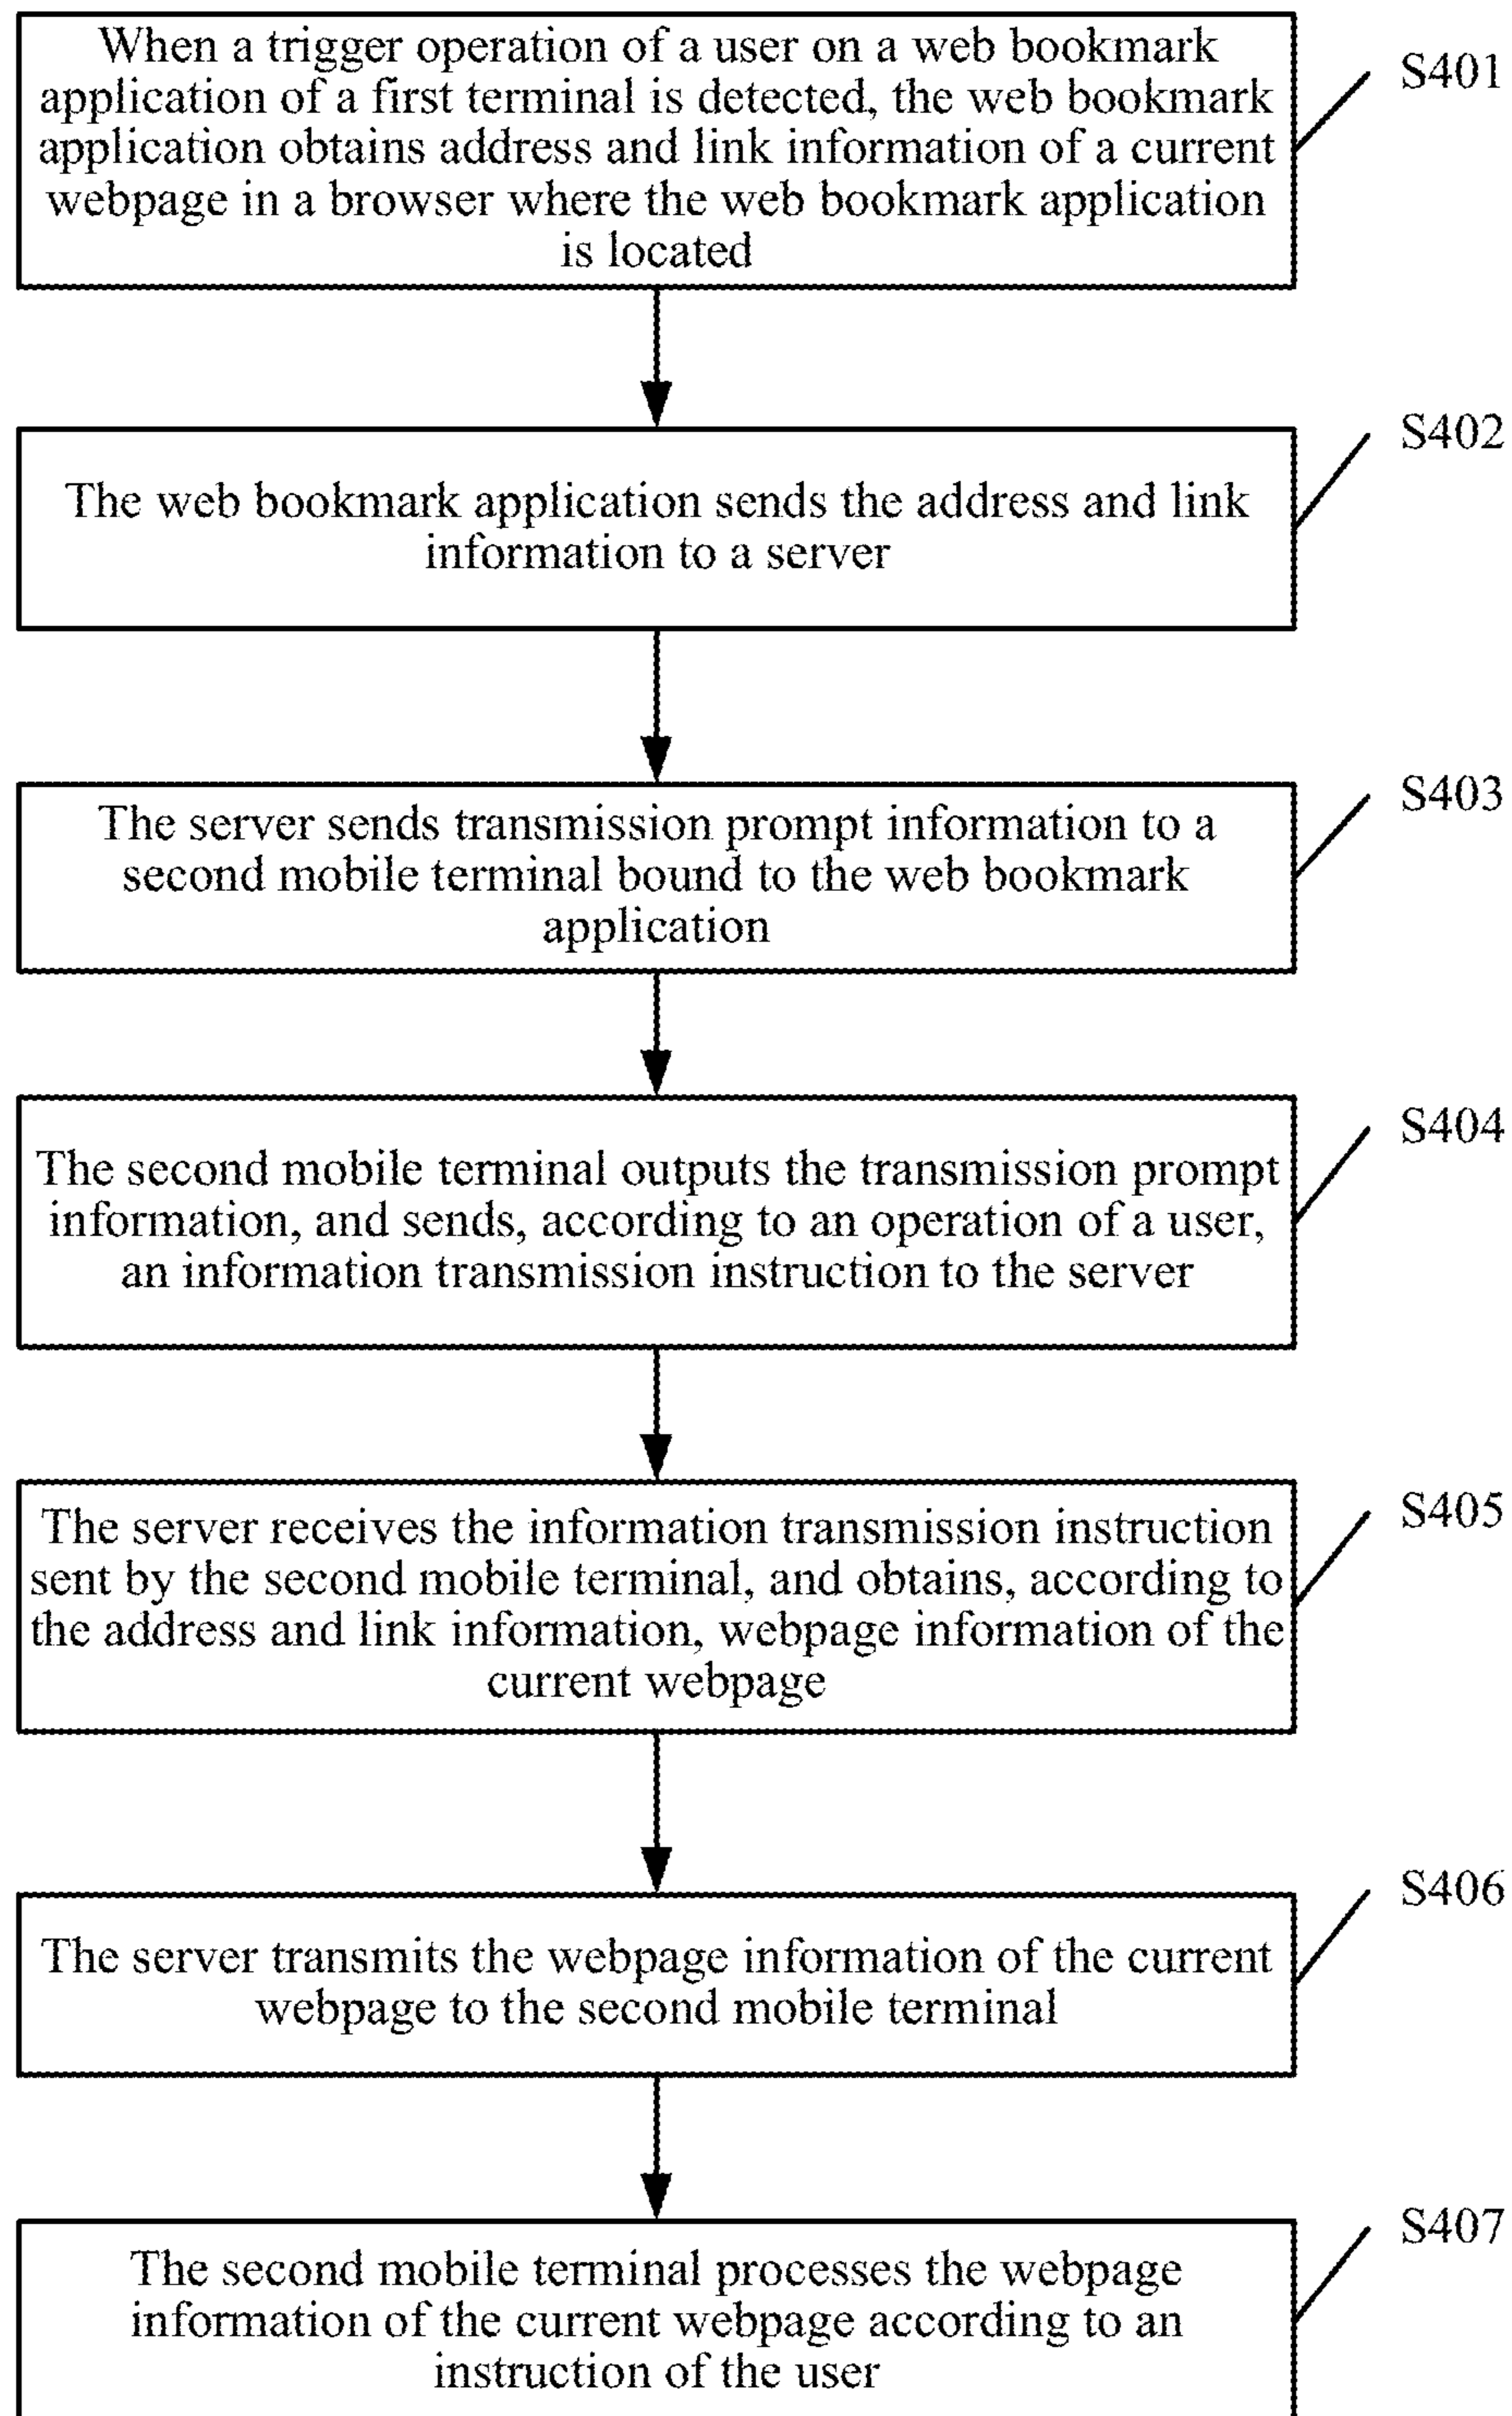 When a trigger operation of a user on a web bookmark
application of a first terminal is detected, the web bookmark
application obtains address and link information of a current
webpage in a browser where the web bookmark application
is located
S401
The web bookmark application sends the address and link
information to a server
S402
The server sends transmission prompt information to a
second mobile terminal bound to the web bookmark
application
S403
The second mobile terminal outputs the transmission prompt
information, and sends, according to an operation of a user,
an information transmission instruction to the server
S404
The server receives the information transmission instruction
sent by the second mobile terminal, and obtains, according to
the address and link information, webpage information of the
current webpage
S405
The server transmits the webpage information of the current
webpage to the second mobile terminal
S406
The second mobile terminal processes the webpage
information of the current webpage according to an
instruction of the user
S407